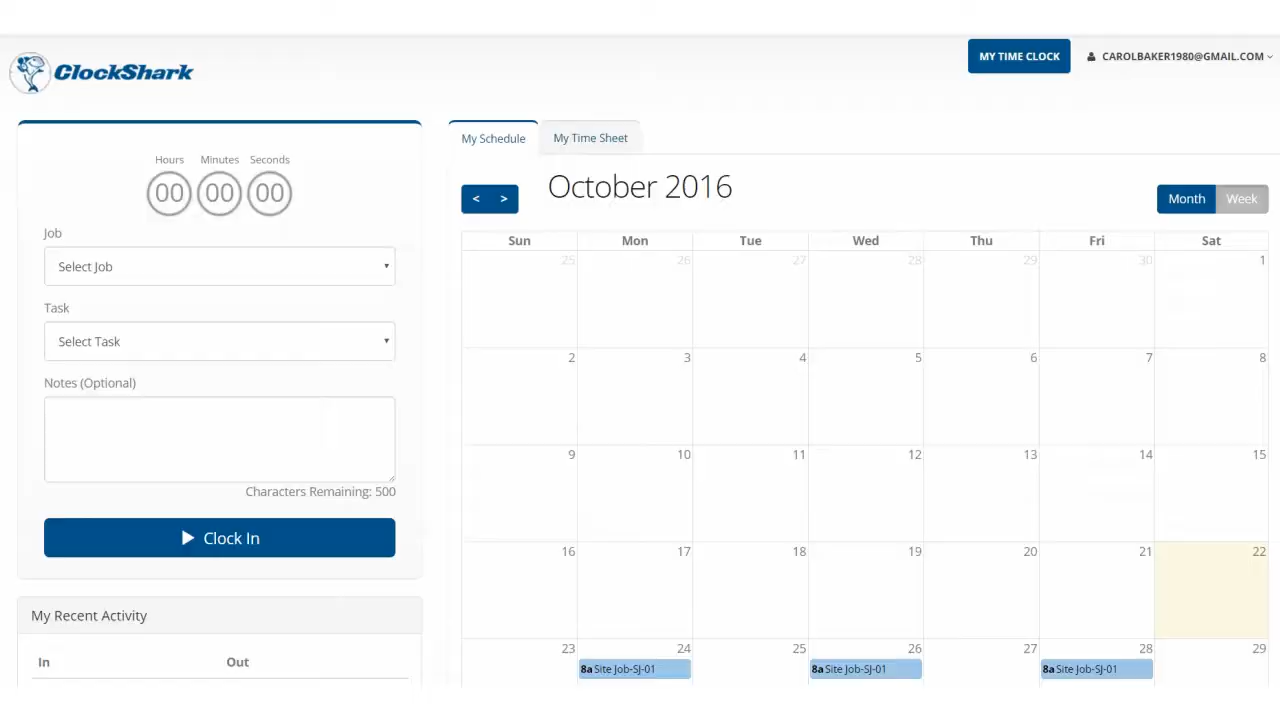 ClockShark
MY TIME CLOCK
CAROLBAKER1980@GMAIL.COM
Hours Minutes Seconds
00 00 00
Job
Select Job
Task
Select Task
Notes (Optional)
Characters Remaining: 500
Clock In
My Recent Activity
In Out
My Schedule My Time Sheet
< >
October 2016
Month Week
Sun Mon Tue Wed Thu Fri Sat
25 26 27 28 29 30 1
2 3 4 5 6 7 8
9 10 11 12 13 14 15
16 17 18 19 20 21 22
23 24 25 26 27 28 29
8a Site Job-SJ-01 8a Site Job-SJ-01 8a Site Job-SJ-01